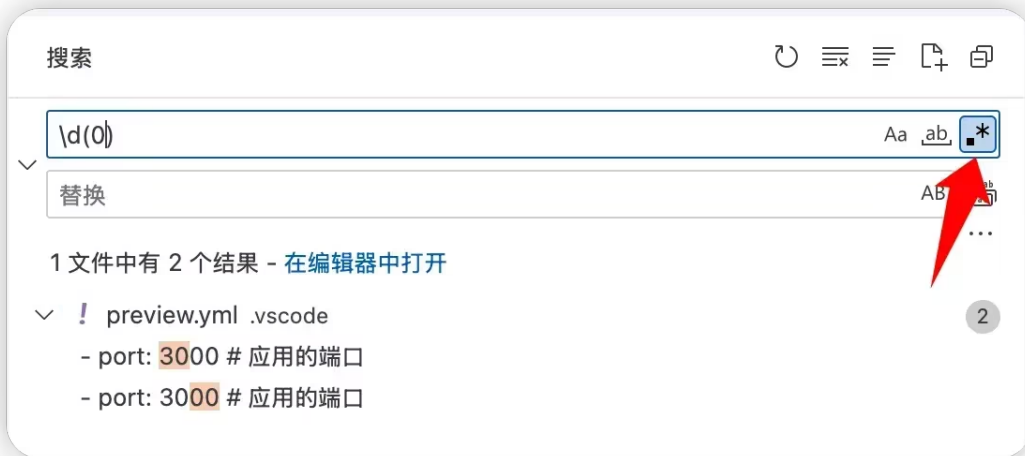 搜索
\d(0)
Aa ab .*
替换
AB
1 文件中有 2 个结果 - 在编辑器中打开
! preview.yml .vscode 2
- port: 3000 # 应用的端口
- port: 3000 # 应用的端口